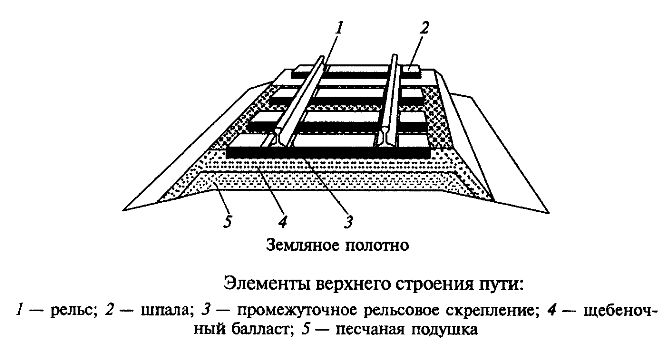 1 2
5 4 3
Земляное полотно
Элементы верхнего строения пути:
1 — рельс; 2 — шпала; 3 — промежуточное рельсовое скрепление; 4 — щебеноч-
ный балласт; 5 — песчаная подушка